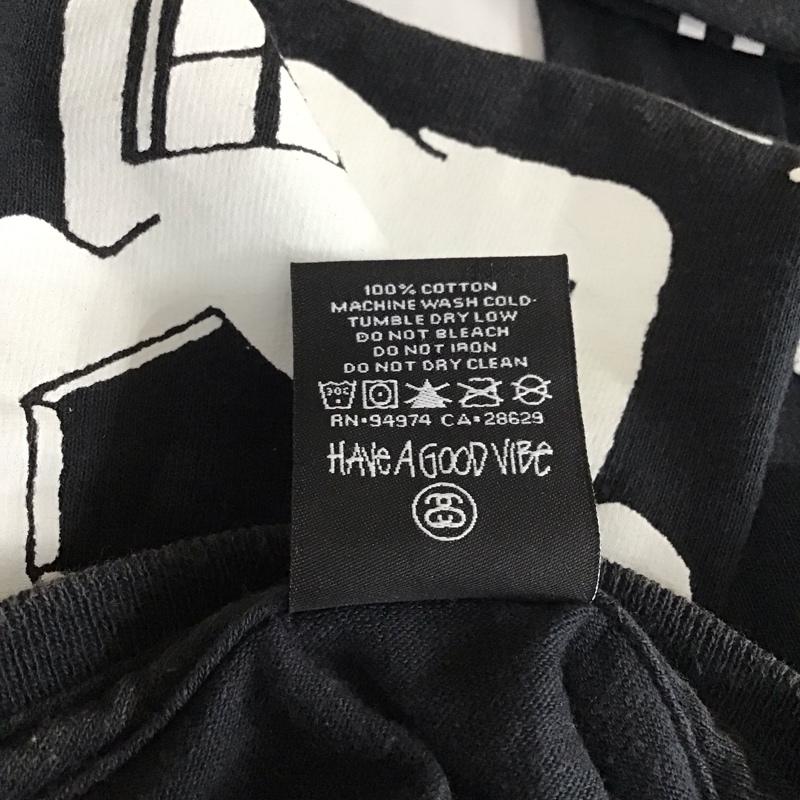 100% COTTON
MACHINE WASH COLD-
TUMBLE DRY LOW
DO NOT BLEACH
DO NOT IRON
DO NOT DRY CLEAN
30C
RN•94974 CA•28629
HAVE A GOOD VIBE